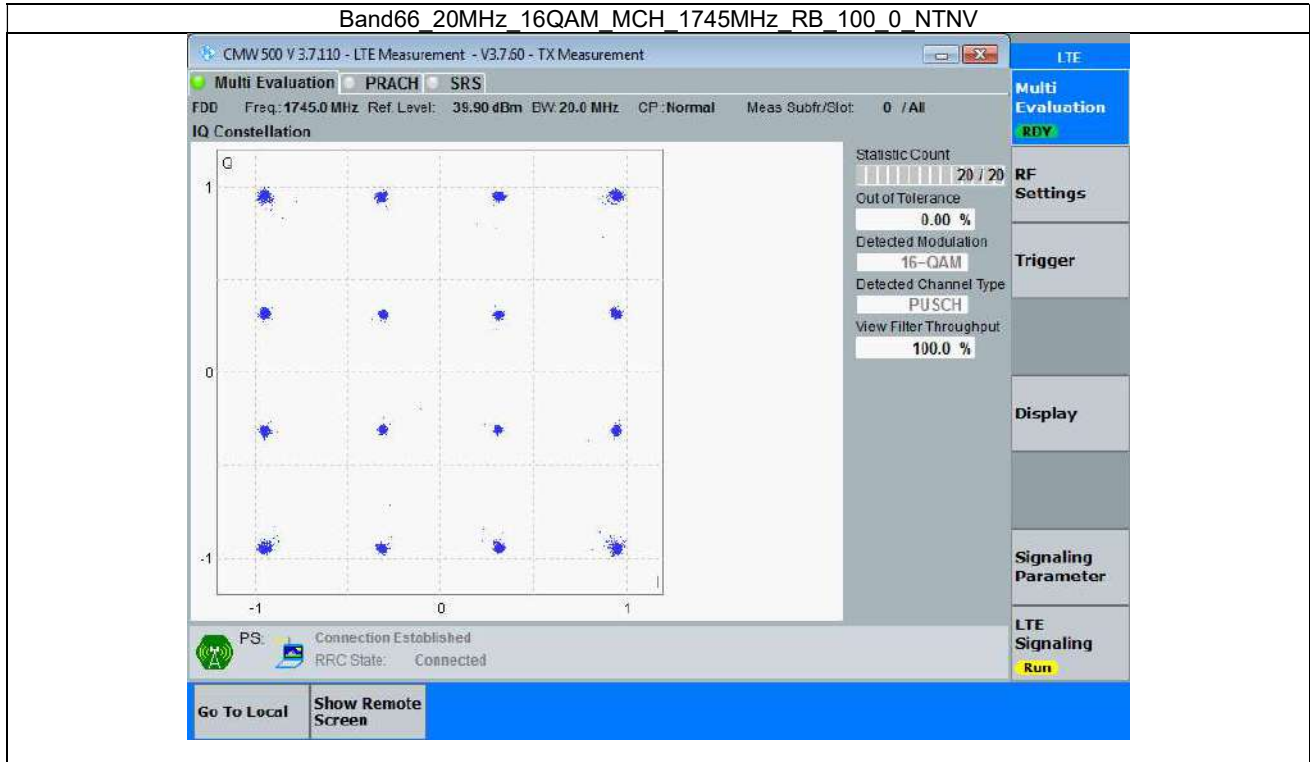 Band66_20MHz_16QAM_MCH_1745MHz_RB_100_0_NTNV
CMW 500 V 3.7.110 - LTE Measurement - V3.7.60 - TX Measurement
LTE
Multi Evaluation PRACH SRS
Multi
Evaluation
RDY
FDD Freq.: 1745.0 MHz Ref. Level: 39.90 dBm BW: 20.0 MHz CP: Normal Meas Subfr/Slot: 0 / All
IQ Constellation
Q
1
0
-1
-1 0 1
I
Statistic Count
20 / 20
Out of Tolerance
0.00 %
Detected Modulation
16-QAM
Detected Channel Type
PUSCH
View Filter Throughput
100.0 %
RF
Settings
Trigger
Display
Signaling
Parameter
LTE
Signaling
Run
PS: Connection Established
RRC State: Connected
Go To Local
Show Remote
Screen